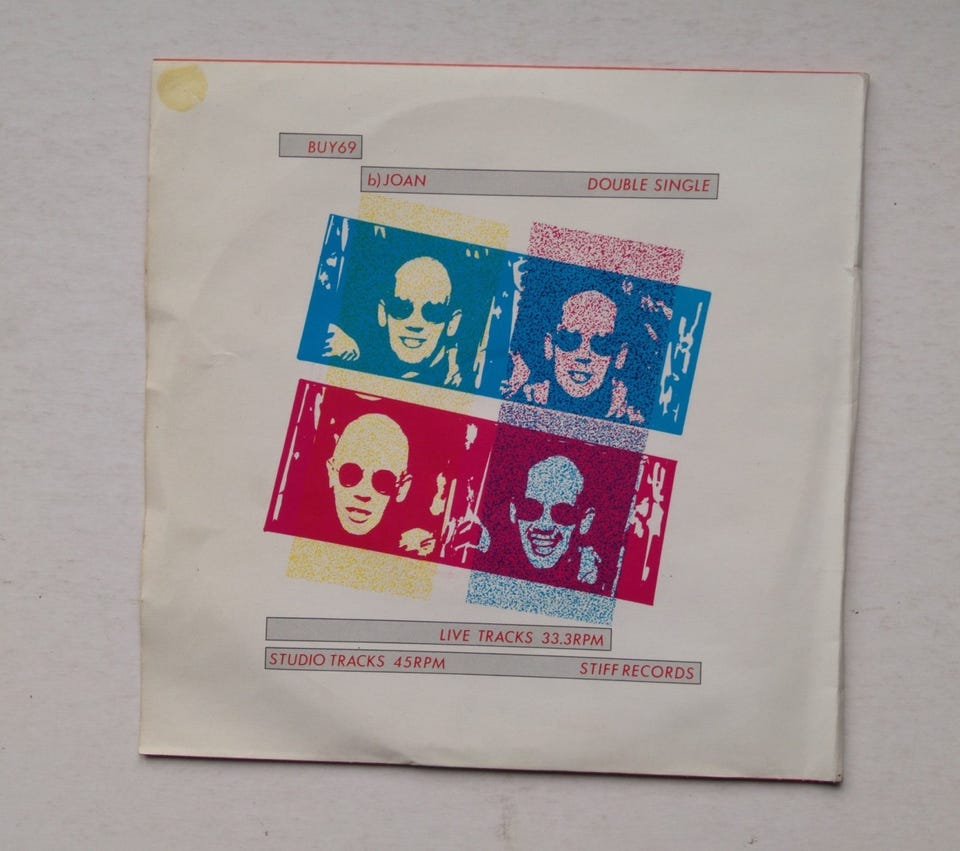 BUY69
b)JOAN DOUBLE SINGLE
LIVE TRACKS 33.3RPM
STUDIO TRACKS 45RPM STIFF RECORDS